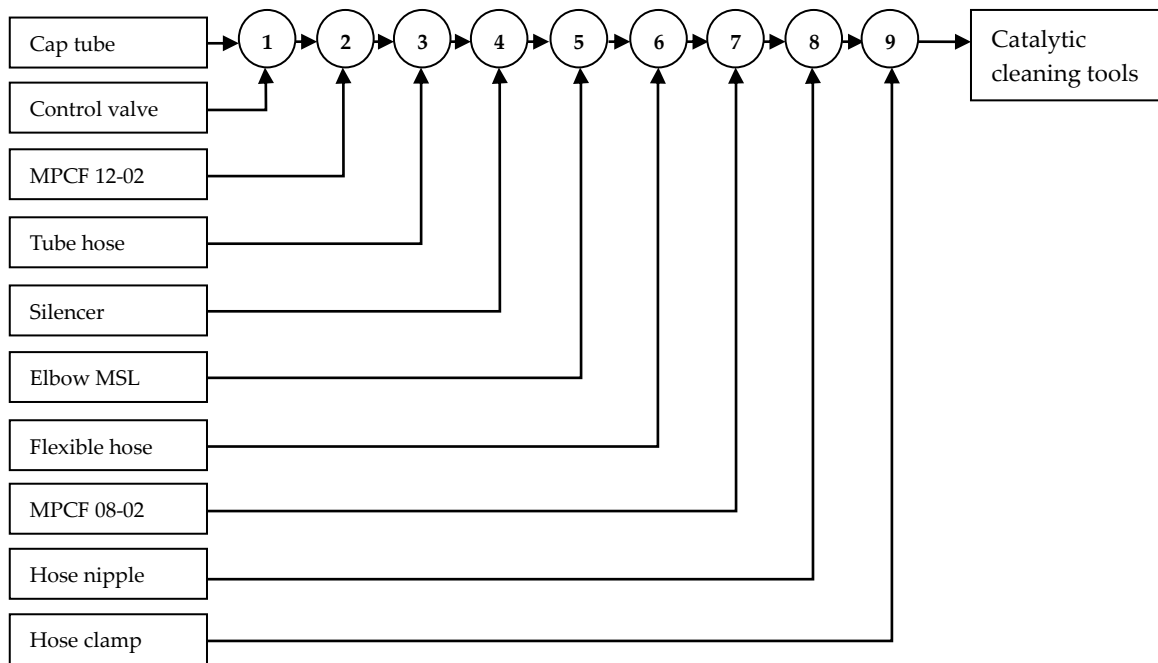 Cap tube
1 2 3 4 5 6 7 8 9
Catalytic
cleaning tools
Control valve
MPCF 12-02
Tube hose
Silencer
Elbow MSL
Flexible hose
MPCF 08-02
Hose nipple
Hose clamp